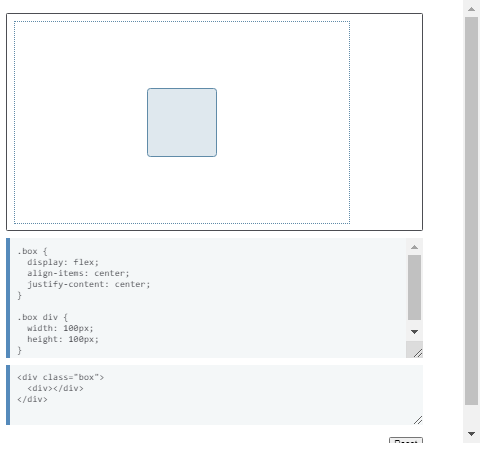 .box {
  display: flex;
  align-items: center;
  justify-content: center;
}

.box div {
  width: 100px;
  height: 100px;
}
<div class="box">
  <div></div>
</div>